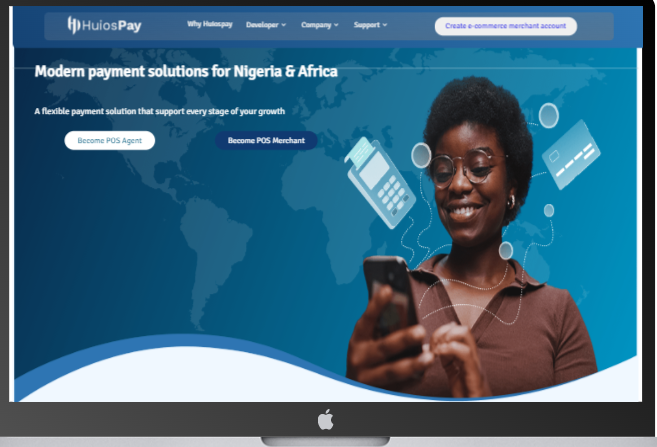 HuiosPay
Why Huiospay
Developer
Company
Support
Create e-commerce merchant account
Modern payment solutions for Nigeria & Africa
A flexible payment solution that support every stage of your growth
Become POS Agent
Become POS Merchant